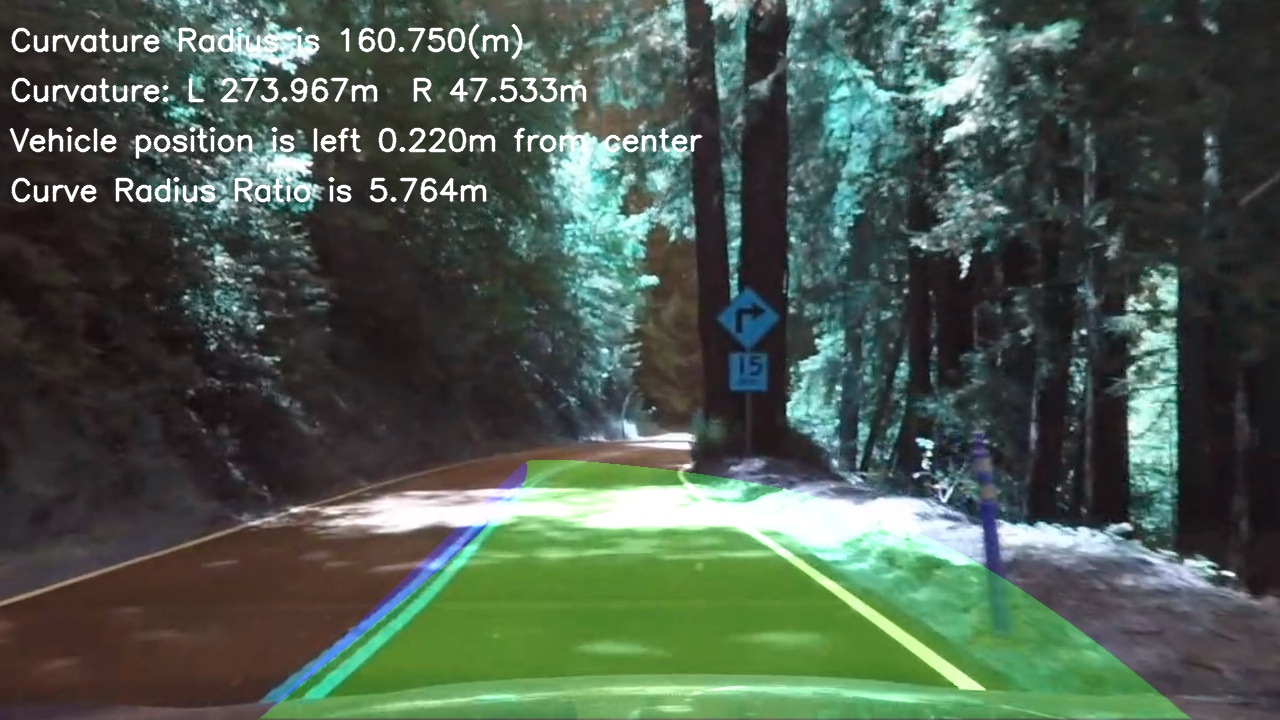 Curvature Radius is 160.750(m)
Curvature: L 273.967m R 47.533m
Vehicle position is left 0.220m from center
Curve Radius Ratio is 5.764m
15